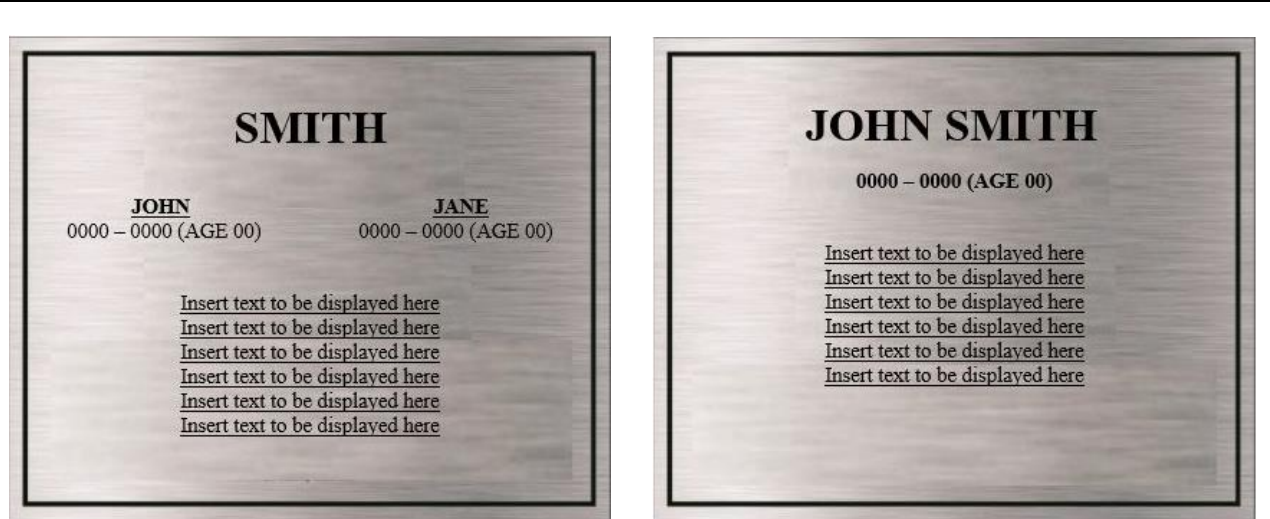 SMITH
JOHN
0000 – 0000 (AGE 00)
JANE
0000 – 0000 (AGE 00)
Insert text to be displayed here
Insert text to be displayed here
Insert text to be displayed here
Insert text to be displayed here
Insert text to be displayed here
Insert text to be displayed here
JOHN SMITH
0000 – 0000 (AGE 00)
Insert text to be displayed here
Insert text to be displayed here
Insert text to be displayed here
Insert text to be displayed here
Insert text to be displayed here
Insert text to be displayed here